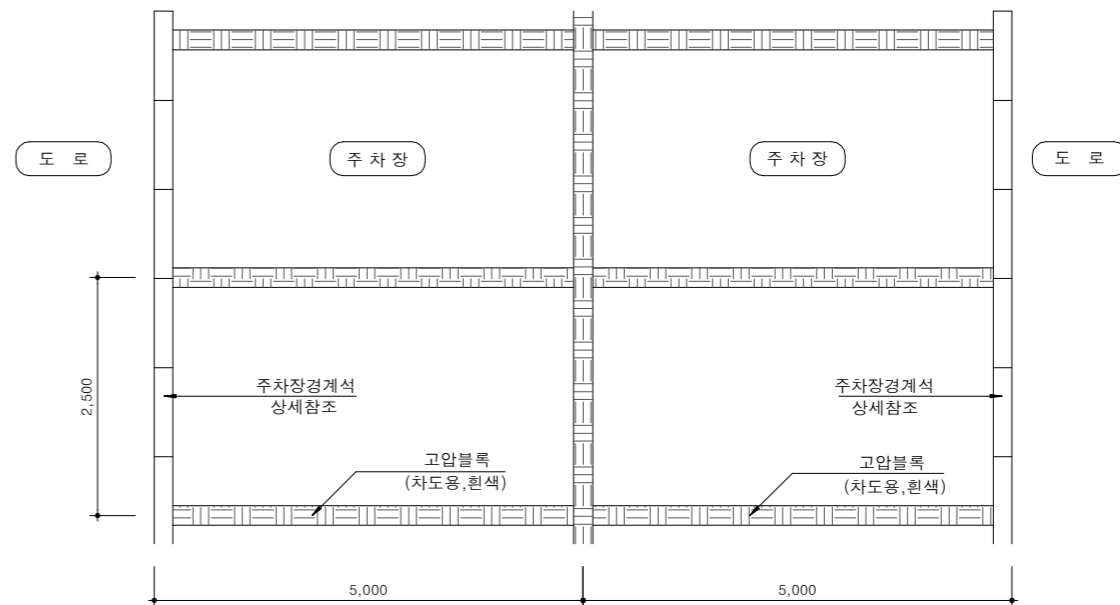 도 로
주 차 장
주 차 장
도 로
2,500
주차장경계석
상세참조
주차장경계석
상세참조
고압블록
(차도용,흰색)
고압블록
(차도용,흰색)
5,000
5,000